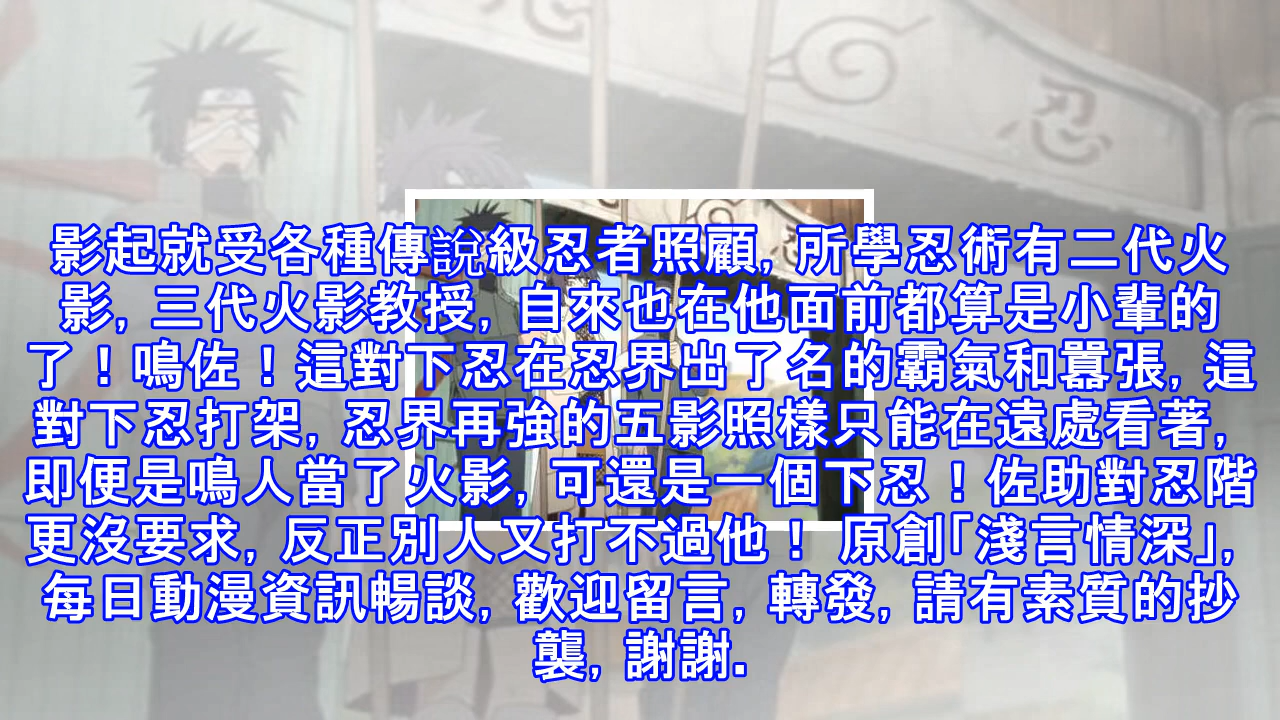 忍
影起就受各種傳說級忍者照顧, 所學忍術有二代火
影, 三代火影教授, 自來也在他面前都算是小輩的
了！鳴佐！這對下忍在忍界出了名的霸氣和囂張, 這
對下忍打架, 忍界再強的五影照樣只能在遠處看著,
即便是鳴人當了火影, 可還是一個下忍！佐助對忍階
更沒要求, 反正別人又打不過他！ 原創「淺言情深」,
每日動漫資訊暢談, 歡迎留言, 轉發, 請有素質的抄
襲, 謝謝.